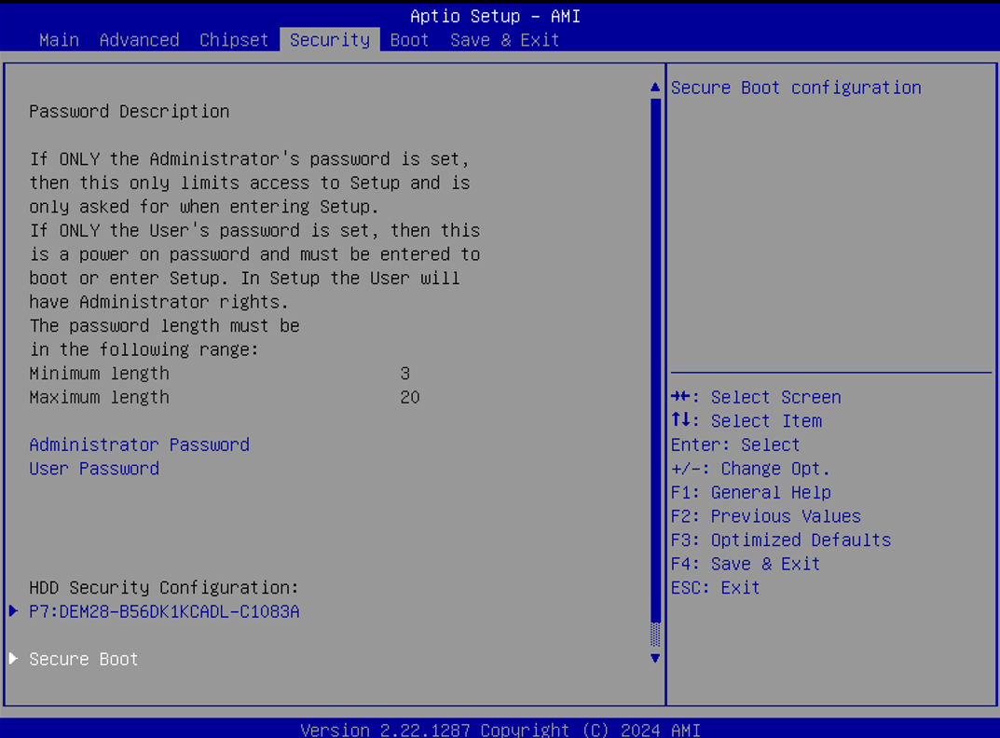 Aptio Setup - AMI
Main Advanced Chipset Security Boot Save & Exit
Password Description
If ONLY the Administrator's password is set,
then this only limits access to Setup and is
only asked for when entering Setup.
If ONLY the User's password is set, then this
is a power on password and must be entered to
boot or enter Setup. In Setup the User will
have Administrator rights.
The password length must be
in the following range:
Minimum length 3
Maximum length 20
Administrator Password
User Password
HDD Security Configuration:
P7:DEM28-B56DK1KCADL-C1083A
Secure Boot
Secure Boot configuration
→←: Select Screen
↑↓: Select Item
Enter: Select
+/-: Change Opt.
F1: General Help
F2: Previous Values
F3: Optimized Defaults
F4: Save & Exit
ESC: Exit
Version 2.22.1287 Copyright (C) 2024 AMI